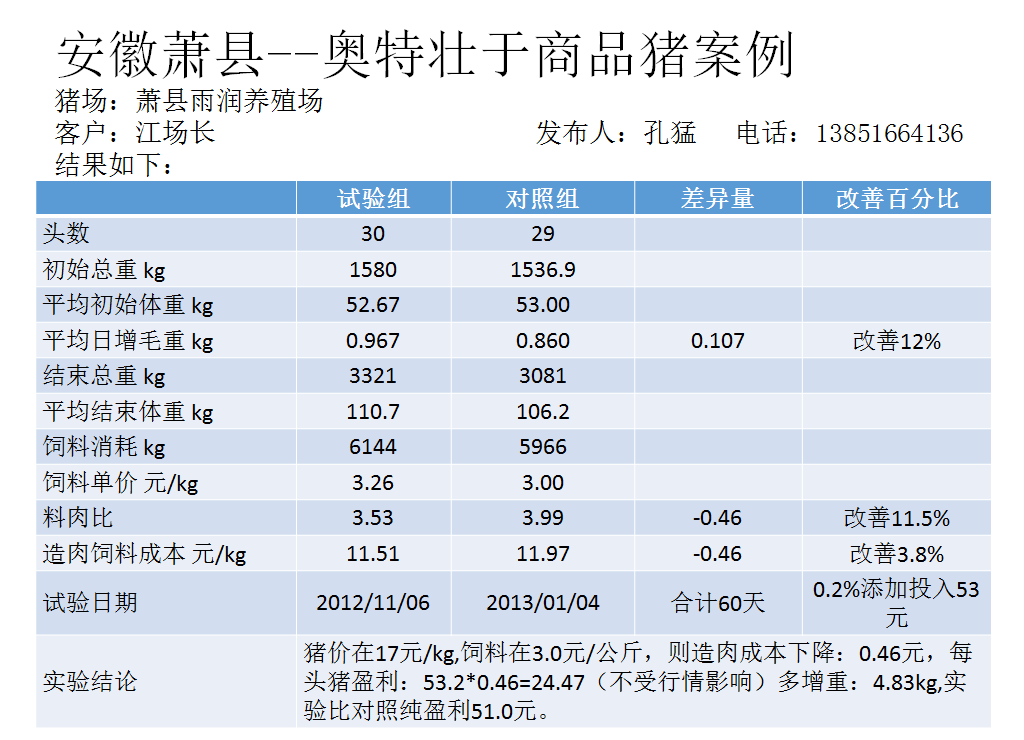 安徽萧县--奥特壮于商品猪案例
猪场：萧县雨润养殖场
客户：江场长 发布人：孔猛 电话：13851664136
结果如下：
试验组 对照组 差异量 改善百分比
头数 30 29
初始总重 kg 1580 1536.9
平均初始体重 kg 52.67 53.00
平均日增毛重 kg 0.967 0.860 0.107 改善12%
结束总重 kg 3321 3081
平均结束体重 kg 110.7 106.2
饲料消耗 kg 6144 5966
饲料单价 元/kg 3.26 3.00
料肉比 3.53 3.99 -0.46 改善11.5%
造肉饲料成本 元/kg 11.51 11.97 -0.46 改善3.8%
试验日期 2012/11/06 2013/01/04 合计60天 0.2%添加投入53
元
实验结论 猪价在17元/kg,饲料在3.0元/公斤，则造肉成本下降：0.46元，每
头猪盈利：53.2*0.46=24.47（不受行情影响）多增重：4.83kg,实
验比对照纯盈利51.0元。